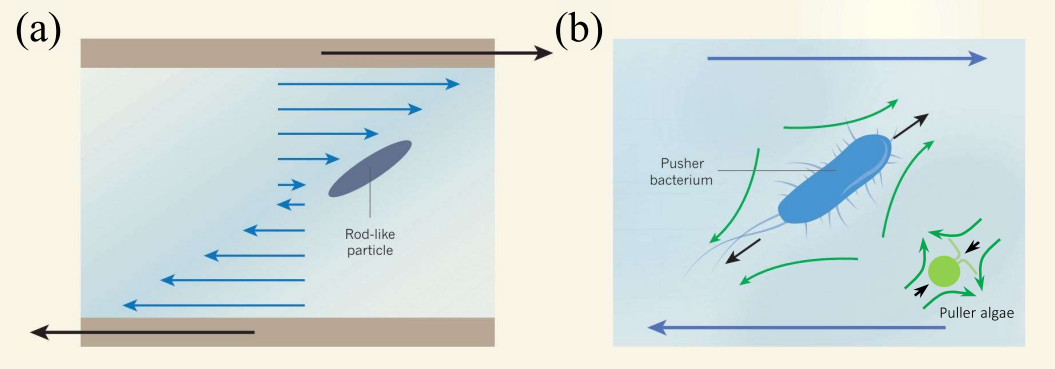 (a)
Rod-like
particle
(b)
Pusher
bacterium
Puller algae